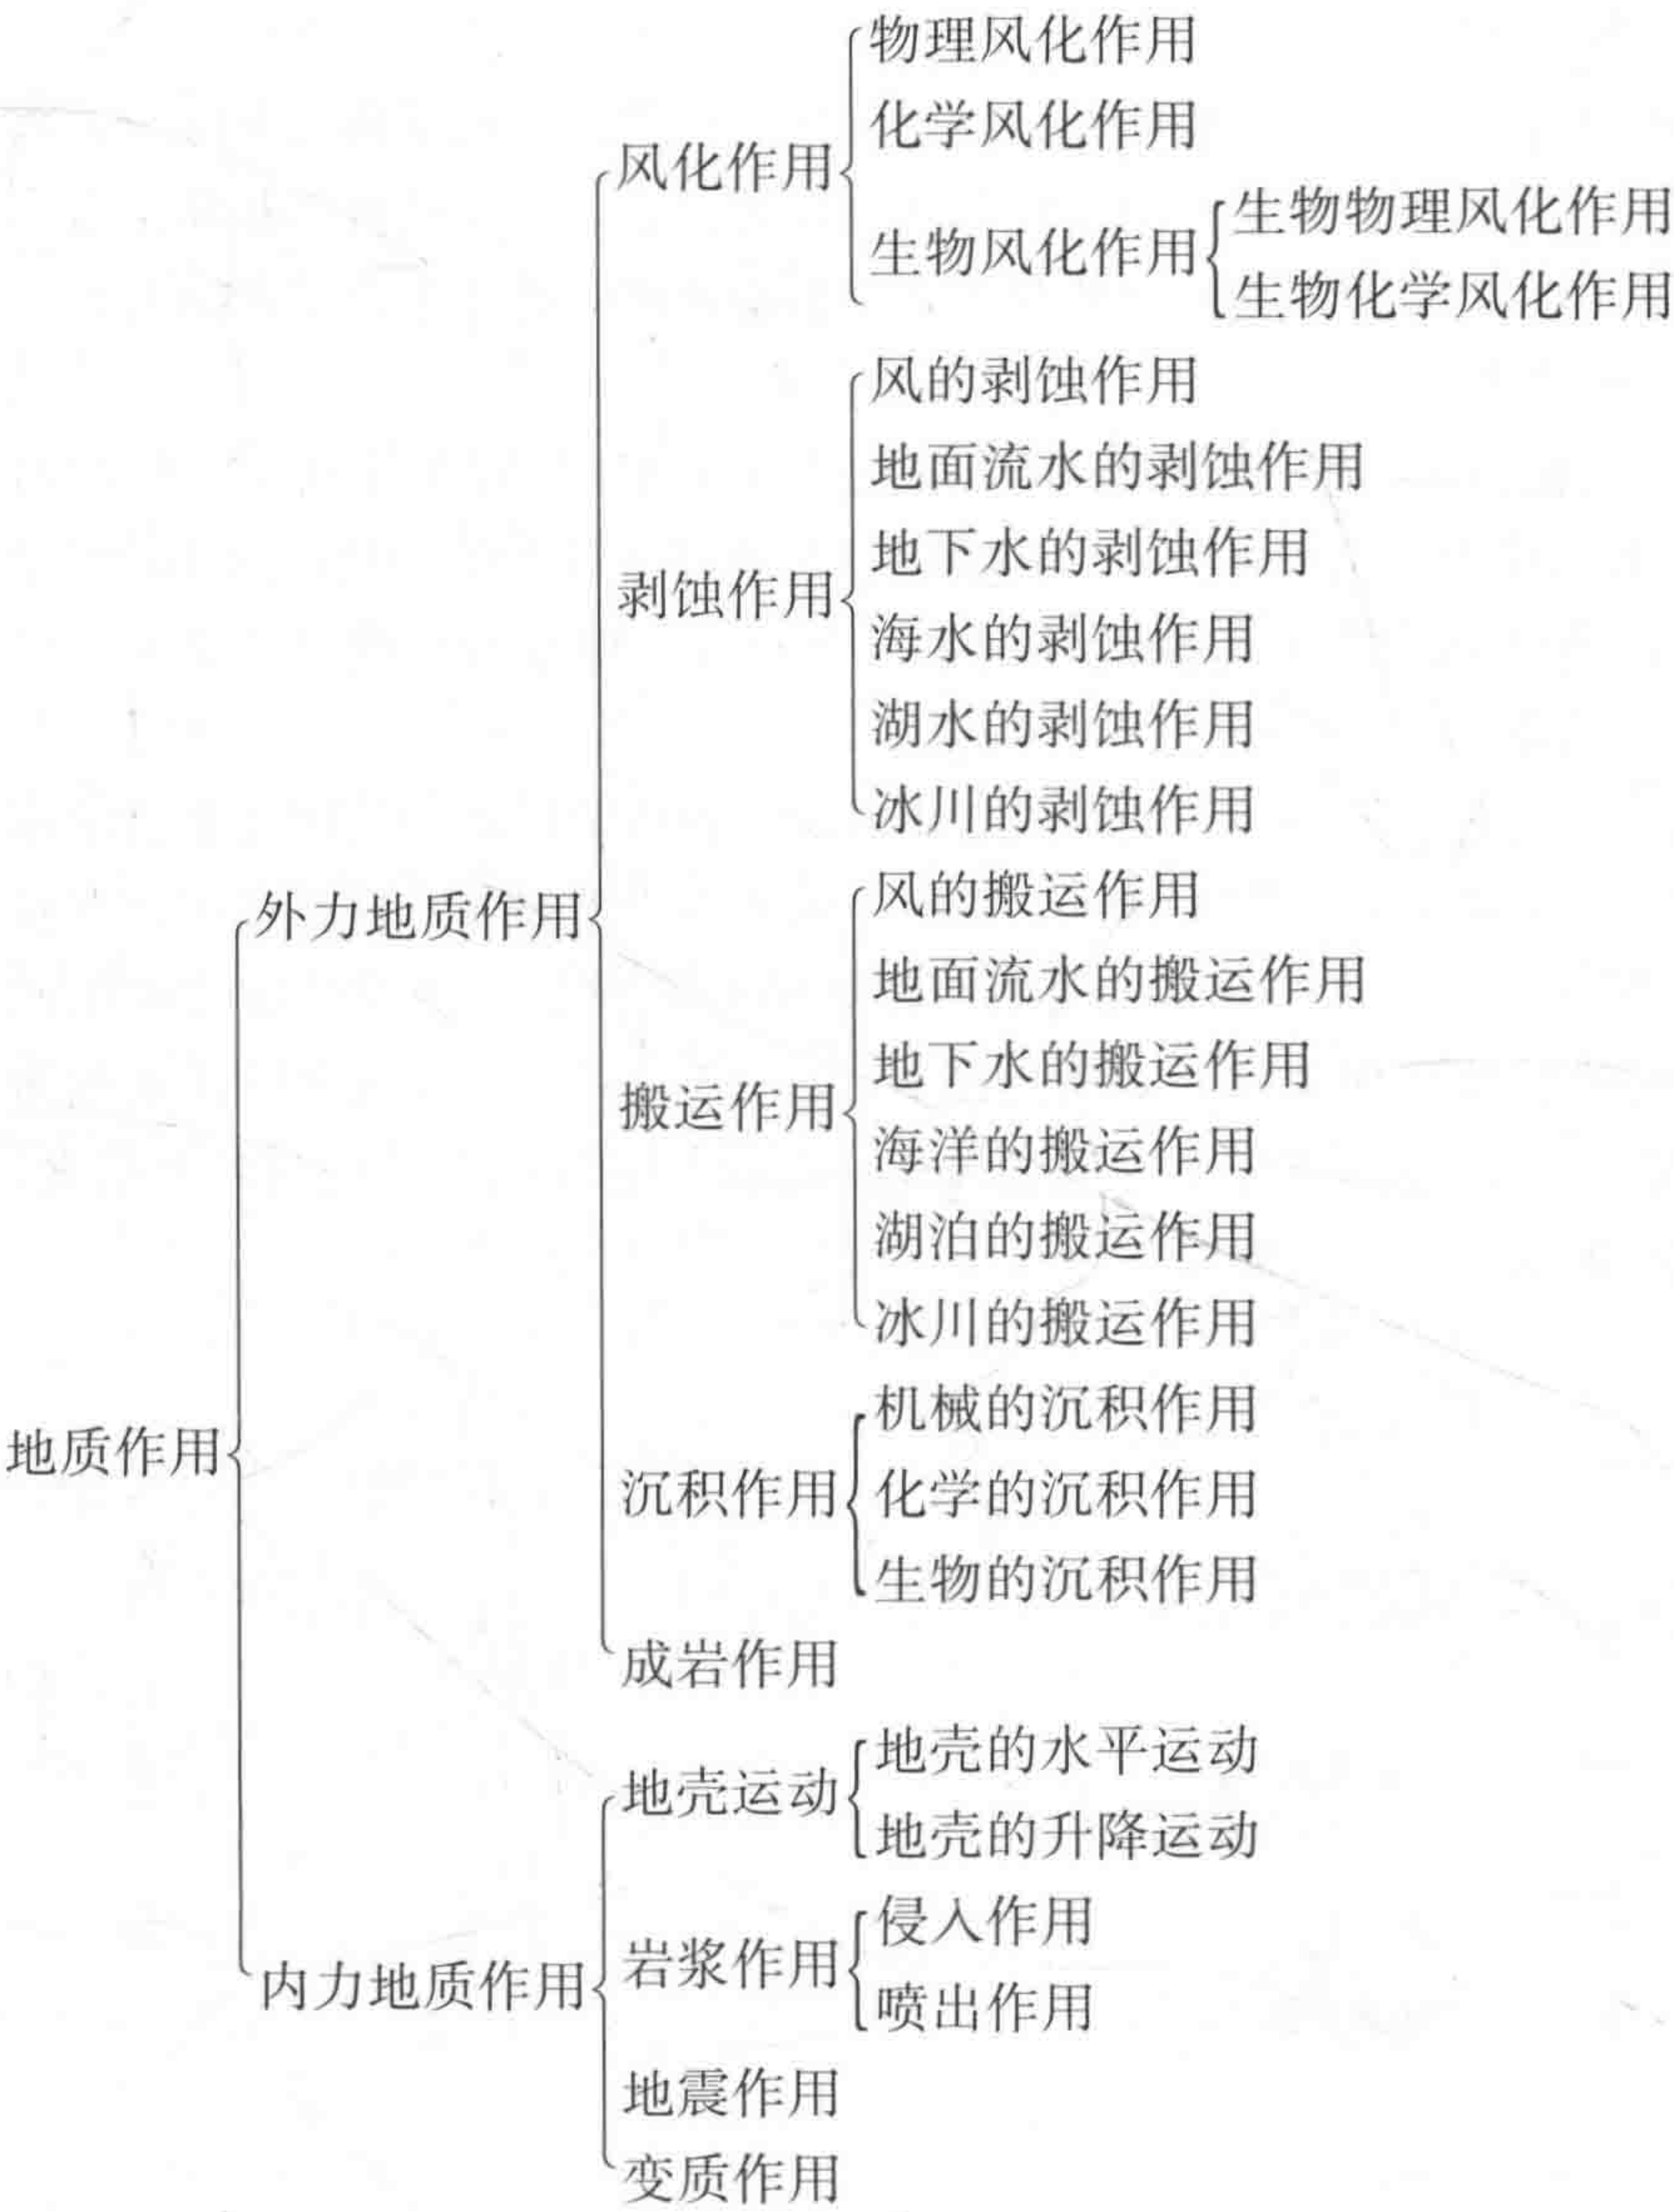 物理风化作用
化学风化作用
风化作用
生物物理风化作用
生物风化作用
生物化学风化作用
风的剥蚀作用
地面流水的剥蚀作用
地下水的剥蚀作用
剥蚀作用
海水的剥蚀作用
湖水的剥蚀作用
冰川的剥蚀作用
风的搬运作用
外力地质作用
地面流水的搬运作用
地下水的搬运作用
搬运作用
海洋的搬运作用
湖泊的搬运作用
冰川的搬运作用
机械的沉积作用
地质作用
沉积作用
化学的沉积作用
生物的沉积作用
成岩作用
地壳的水平运动
地壳运动
地壳的升降运动
侵入作用
岩浆作用
内力地质作用
喷出作用
地震作用
变质作用